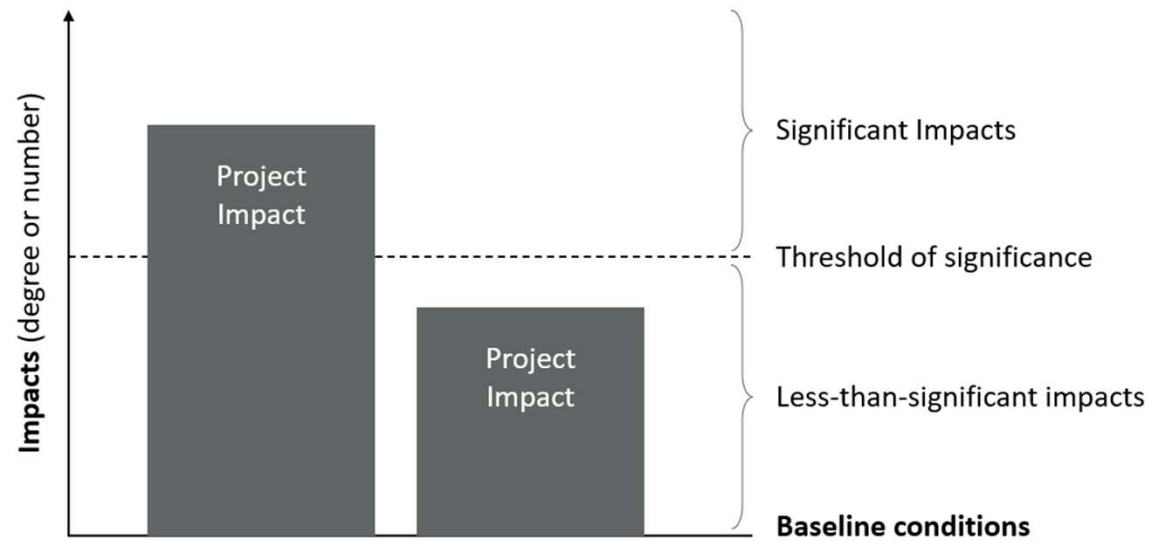 Impacts (degree or number)
Project
Impact
Project
Impact
Significant Impacts
Threshold of significance
Less-than-significant impacts
Baseline conditions